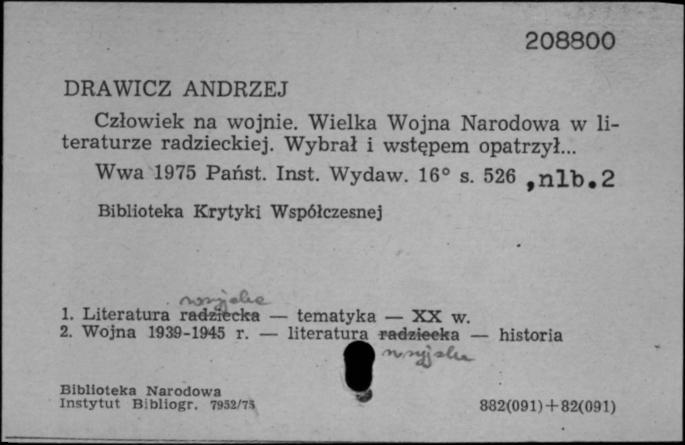 208800
DRAWICZ ANDRZEJ
Człowiek na wojnie. Wielka Wojna Narodowa w li-
teraturze radzieckiej. Wybrał i wstępem opatrzył...
Wwa 1975 Państ. Inst. Wydaw. 16° s. 526 ,nlb.2
Biblioteka Krytyki Współczesnej
rosyjska
1. Literatura radziecka — tematyka — XX w.
2. Wojna 1939-1945 r. — literatura radziecka — historia
rosyjska
Biblioteka Narodowa
Instytut Bibliogr. 7952/75 882(091)+82(091)